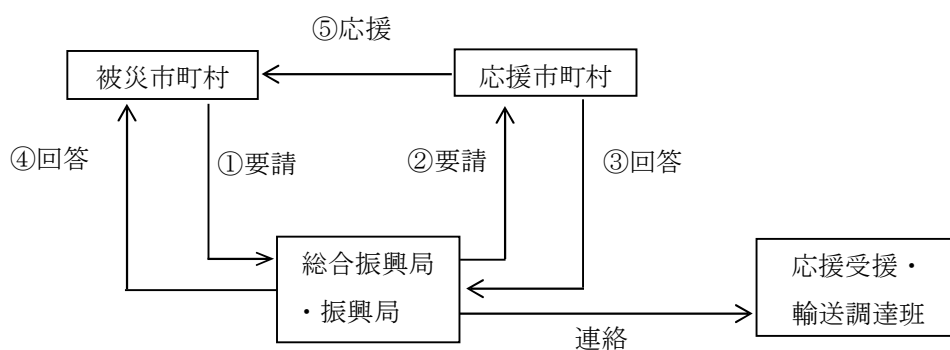 ⑤応援
被災市町村
応援市町村
④回答
①要請
②要請
③回答
総合振興局
・振興局
応援受援・
輸送調達班
連絡